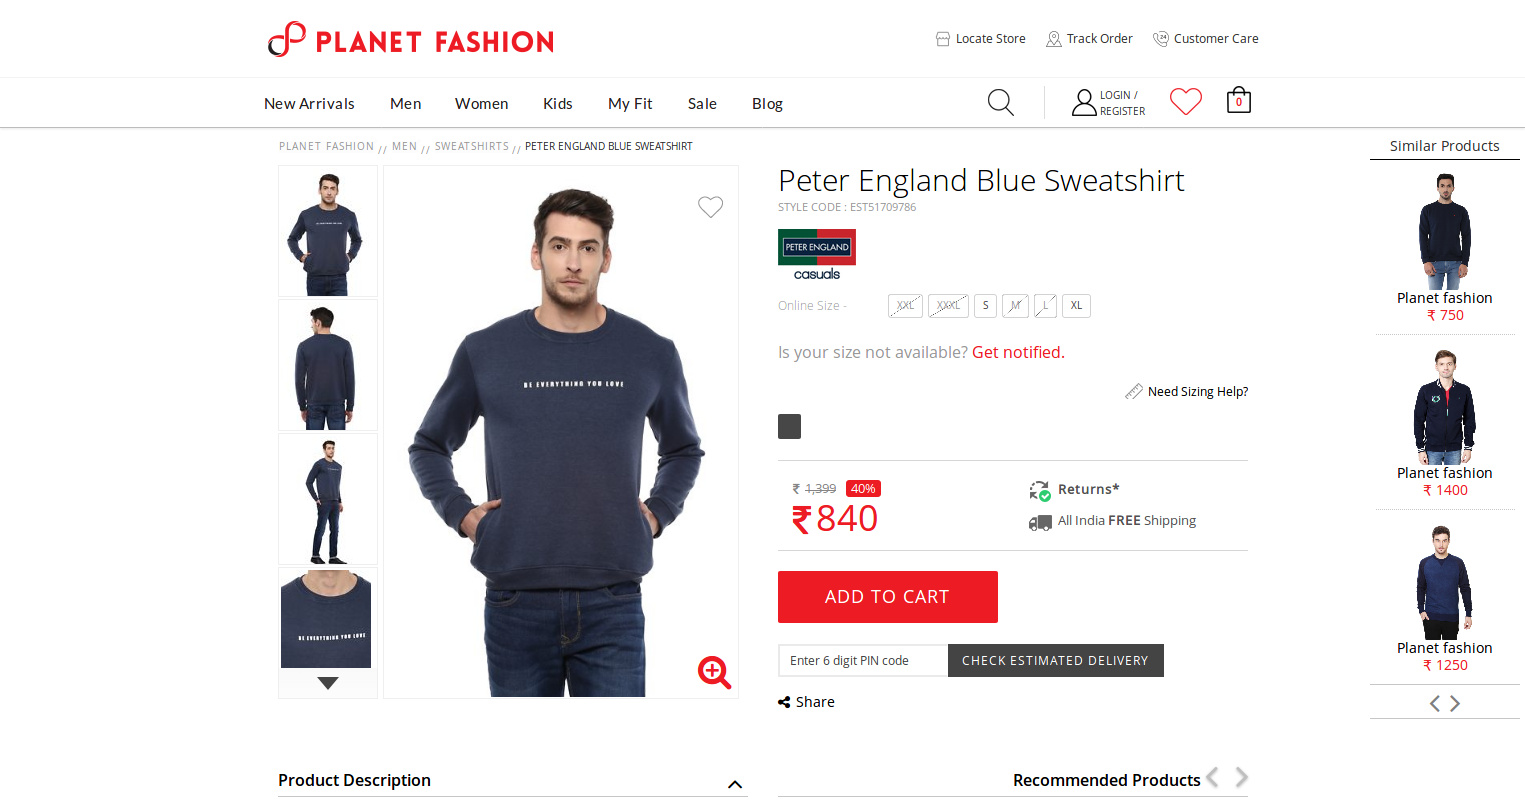 PLANET FASHION
Locate Store
Track Order
Customer Care
New Arrivals
Men
Women
Kids
My Fit
Sale
Blog
LOGIN /
REGISTER
0
PLANET FASHION // MEN // SWEATSHIRTS // PETER ENGLAND BLUE SWEATSHIRT
BE EVERYTHING YOU LOVE
BE EVERYTHING YOU LOVE
Peter England Blue Sweatshirt
STYLE CODE : EST51709786
PETER ENGLAND
casuals
Online Size -
XXL
XXXL
S
M
L
XL
Is your size not available? Get notified.
Need Sizing Help?
₹ 1,399 40%
₹ 840
Returns*
All India FREE Shipping
ADD TO CART
Enter 6 digit PIN code
CHECK ESTIMATED DELIVERY
Share
Similar Products
Planet fashion
₹ 750
Planet fashion
₹ 1400
Planet fashion
₹ 1250
Product Description
Recommended Products